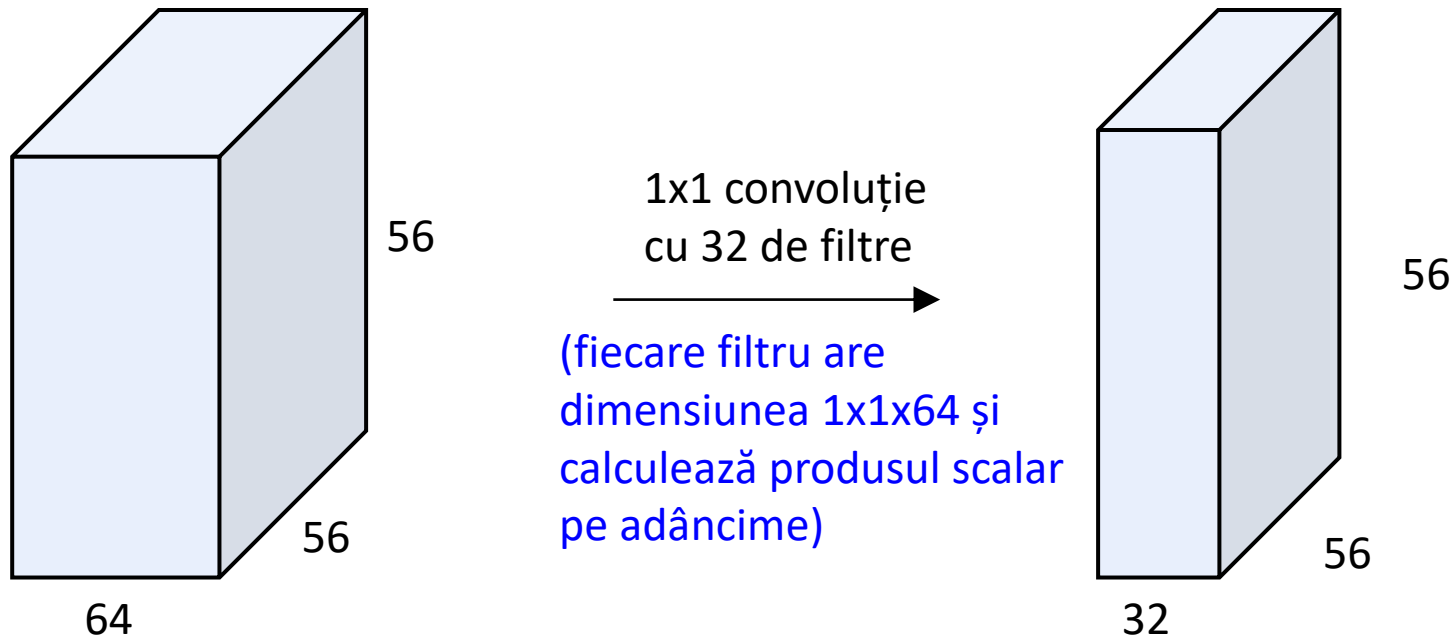 56
56
64
1x1 convoluție
cu 32 de filtre
(fiecare filtru are
dimensiunea 1x1x64 și
calculează produsul scalar
pe adâncime)
56
56
32